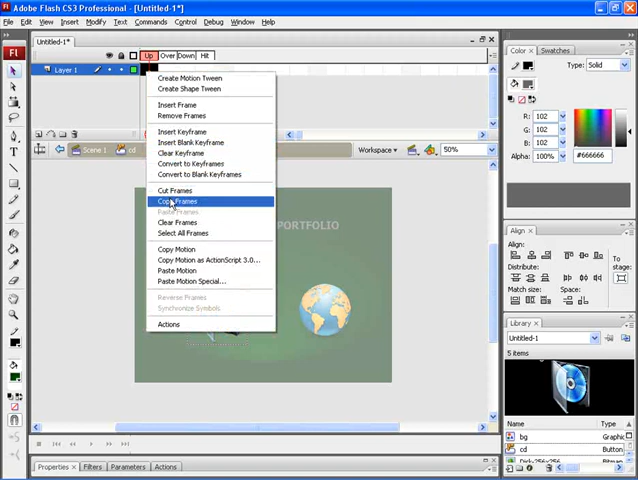 Adobe Flash CS3 Professional - [Untitled-1*]
File Edit View Insert Modify Text Commands Control Debug Window Help
Untitled-1*
Up Over Down Hit
Layer 1
Create Motion Tween
Create Shape Tween
Insert Frame
Remove Frames
Insert Keyframe
Insert Blank Keyframe
Clear Keyframe
Convert to Keyframes
Convert to Blank Keyframes
Cut Frames
Copy Frames
Paste Frames
Clear Frames
Select All Frames
Copy Motion
Copy Motion as ActionScript 3.0...
Paste Motion
Paste Motion Special...
Reverse Frames
Synchronize Symbols
Actions
Scene 1 cd
Workspace 50%
PORTFOLIO
Color Swatches
Type: Solid
R: 102
G: 102
B: 102
Alpha: 100% #666666
Align
Align:
Distribute:
Match size: Space:
To stage:
Library
Untitled-1
5 items
Name Type
bg Graphic
cd Button
Disk256x256 Bitmap
Properties Filters Parameters Actions